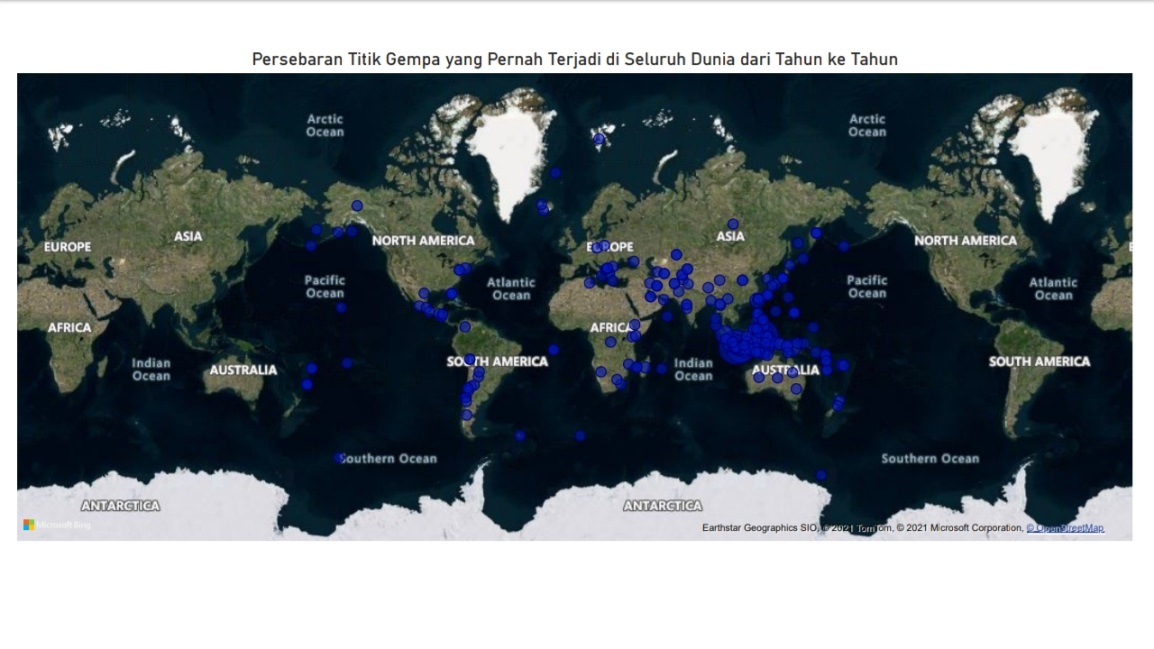 Persebaran Titik Gempa yang Pernah Terjadi di Seluruh Dunia dari Tahun ke Tahun
Arctic
Ocean
Arctic
Ocean
EUROPE
ASIA
NORTH AMERICA
EUROPE
ASIA
NORTH AMERICA
Pacific
Ocean
Atlantic
Ocean
Pacific
Ocean
Atlantic
Ocean
AFRICA
AFRICA
Indian
Ocean
AUSTRALIA
SOUTH AMERICA
Indian
Ocean
AUSTRALIA
SOUTH AMERICA
Southern Ocean
Southern Ocean
ANTARCTICA
ANTARCTICA
Microsoft Bing
Earthstar Geographics SIO, © 2021 TomTom, © 2021 Microsoft Corporation, © OpenStreetMap